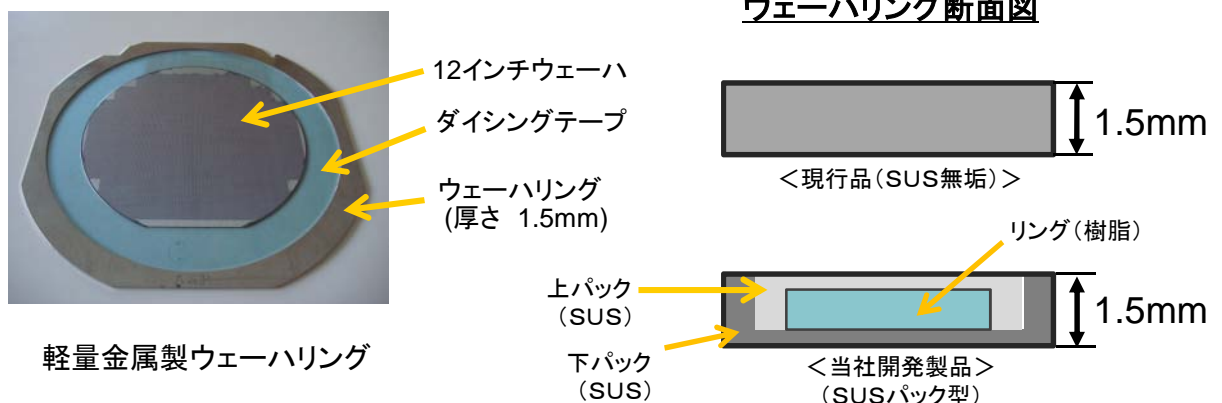 ウェーハリング断面図
12インチウェーハ
ダイシングテープ
ウェーハリング
(厚さ 1.5mm)
軽量金属製ウェーハリング
1.5mm
＜現行品(SUS無垢)＞
リング(樹脂)
上パック
(SUS)
1.5mm
下パック
(SUS)
＜当社開発製品＞
(SUSパック型)